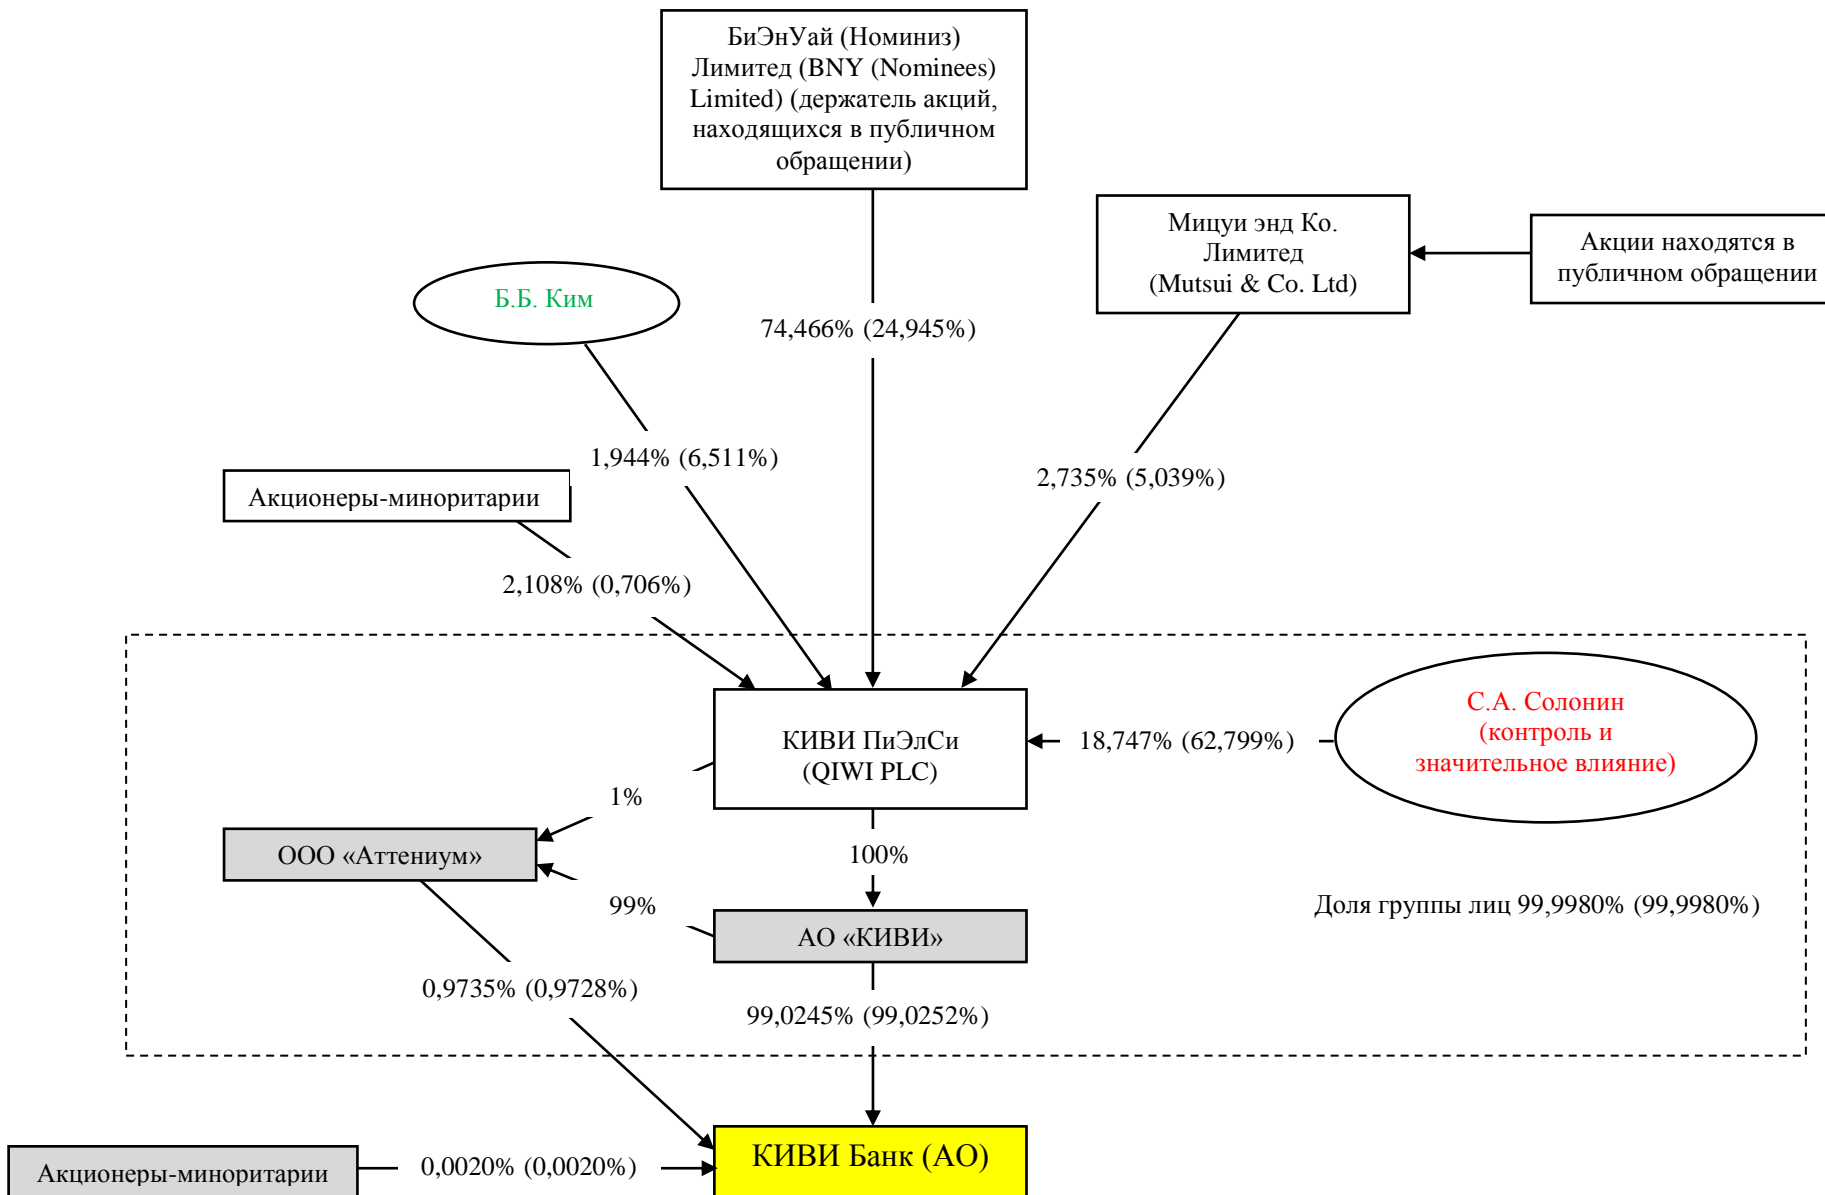 БиЭнУай (Номиниз)
Лимитед (BNY (Nominees)
Limited) (держатель акций,
находящихся в публичном
обращении)
Мицуи энд Ко.
Лимитед
(Mutsui & Co. Ltd)
Акции находятся в
публичном обращении
Б.Б. Ким
74,466% (24,945%)
1,944% (6,511%)
2,735% (5,039%)
Акционеры-миноритарии
2,108% (0,706%)
КИВИ ПиЭлСи
(QIWI PLC)
18,747% (62,799%)
С.А. Солонин
(контроль и
значительное влияние)
1%
ООО «Аттениум»
100%
99%
АО «КИВИ»
Доля группы лиц 99,9980% (99,9980%)
0,9735% (0,9728%)
99,0245% (99,0252%)
Акционеры-миноритарии
0,0020% (0,0020%)
КИВИ Банк (АО)